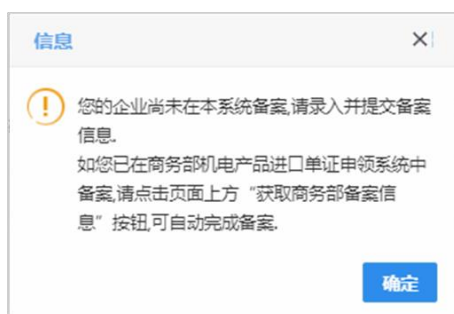 信息
您的企业尚未在本系统备案,请录入并提交备案
信息.
如您已在商务部机电产品进口单证申领系统中
备案,请点击页面上方“获取商务部备案信
息”按钮,可自动完成备案.
确定